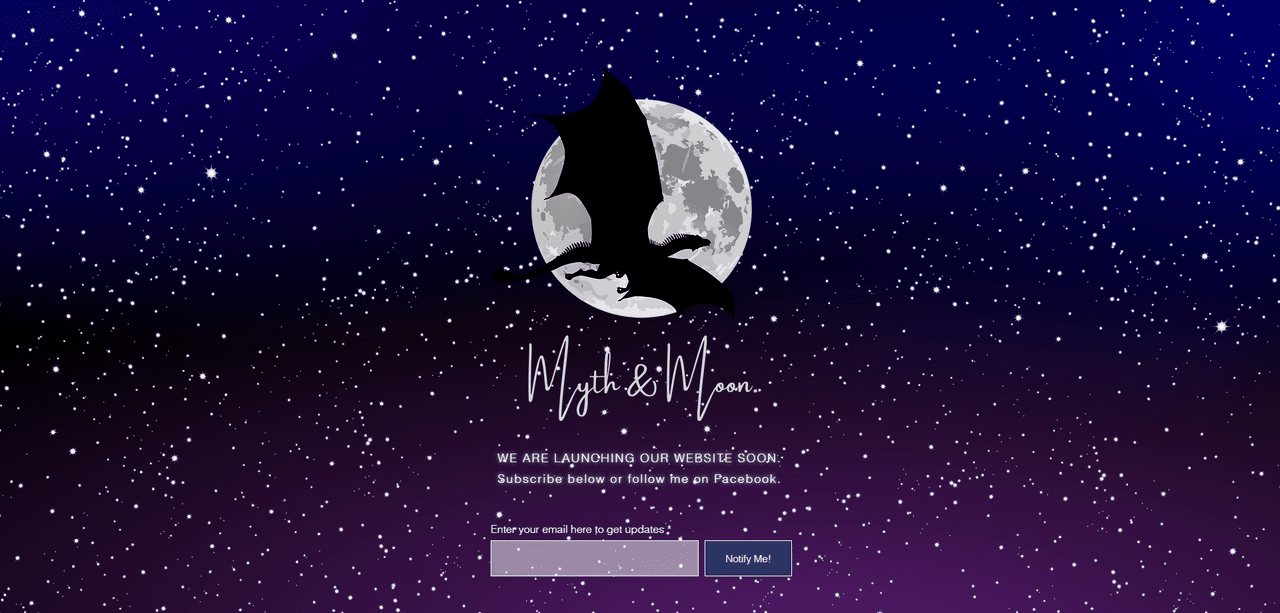 Myth & Moon
WE ARE LAUNCHING OUR WEBSITE SOON.
Subscribe below or follow me on Pacebook.
Enter your email here to get updates *
Notify Me!